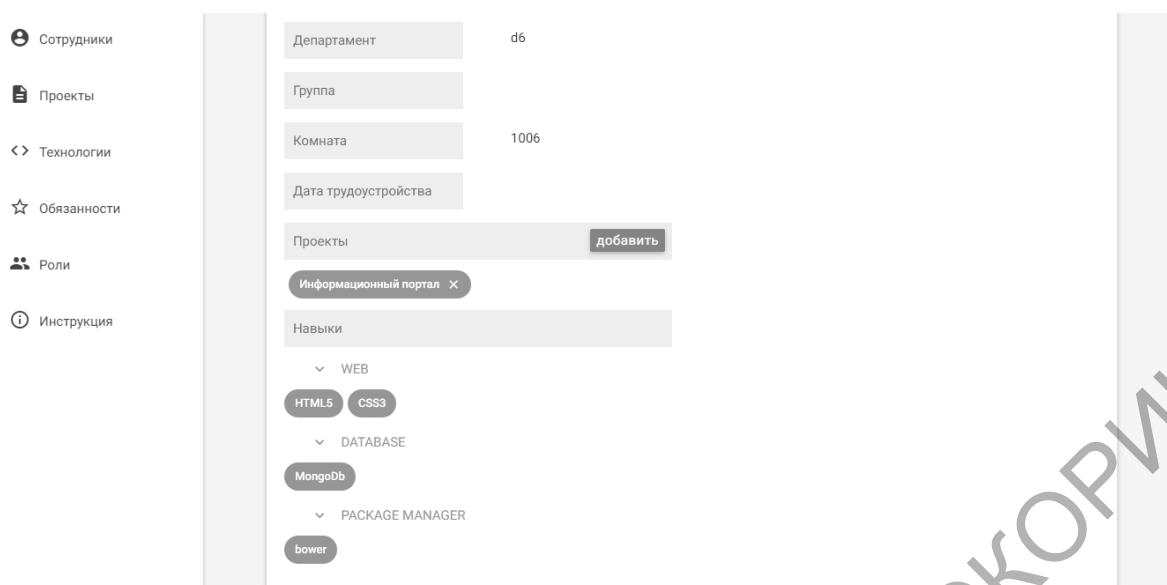 Сотрудники
Проекты
Технологии
Обязанности
Роли
Инструкция
Департамент d6
Группа
Комната 1006
Дата трудоустройства
Проекты добавить
Информационный портал ×
Навыки
WEB
HTML5 CSS3
DATABASE
MongoDb
PACKAGE MANAGER
bower